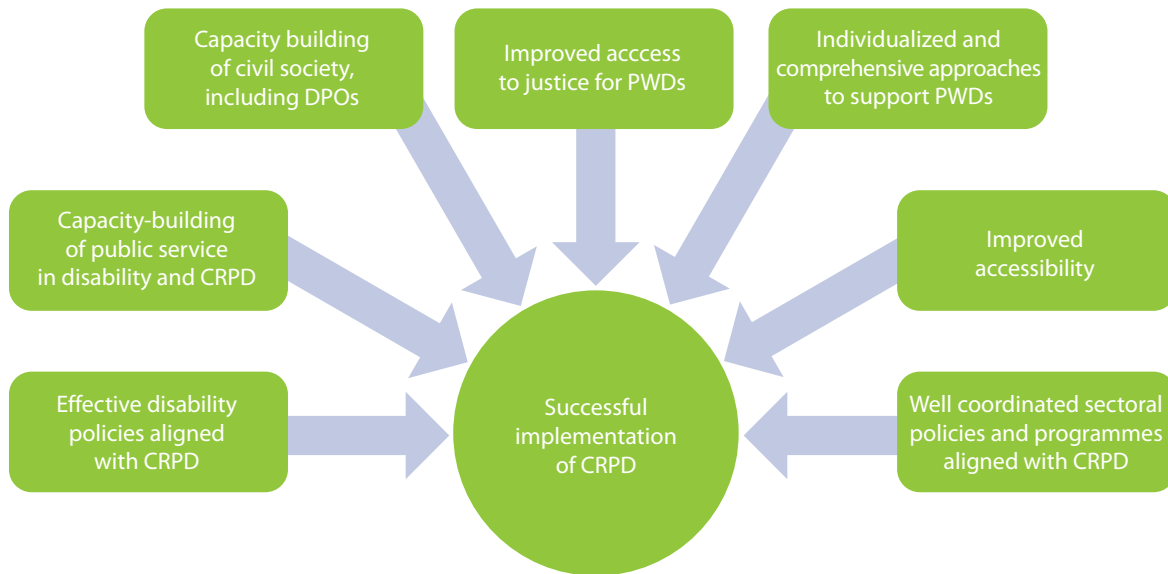 Capacity building
of civil society,
including DPOs
Improved acccess
to justice for PWDs
Individualized and
comprehensive approaches
to support PWDs
Capacity-building
of public service
in disability and CRPD
Improved
accessibility
Effective disability
policies aligned
with CRPD
Successful
implementation
of CRPD
Well coordinated sectoral
policies and programmes
aligned with CRPD